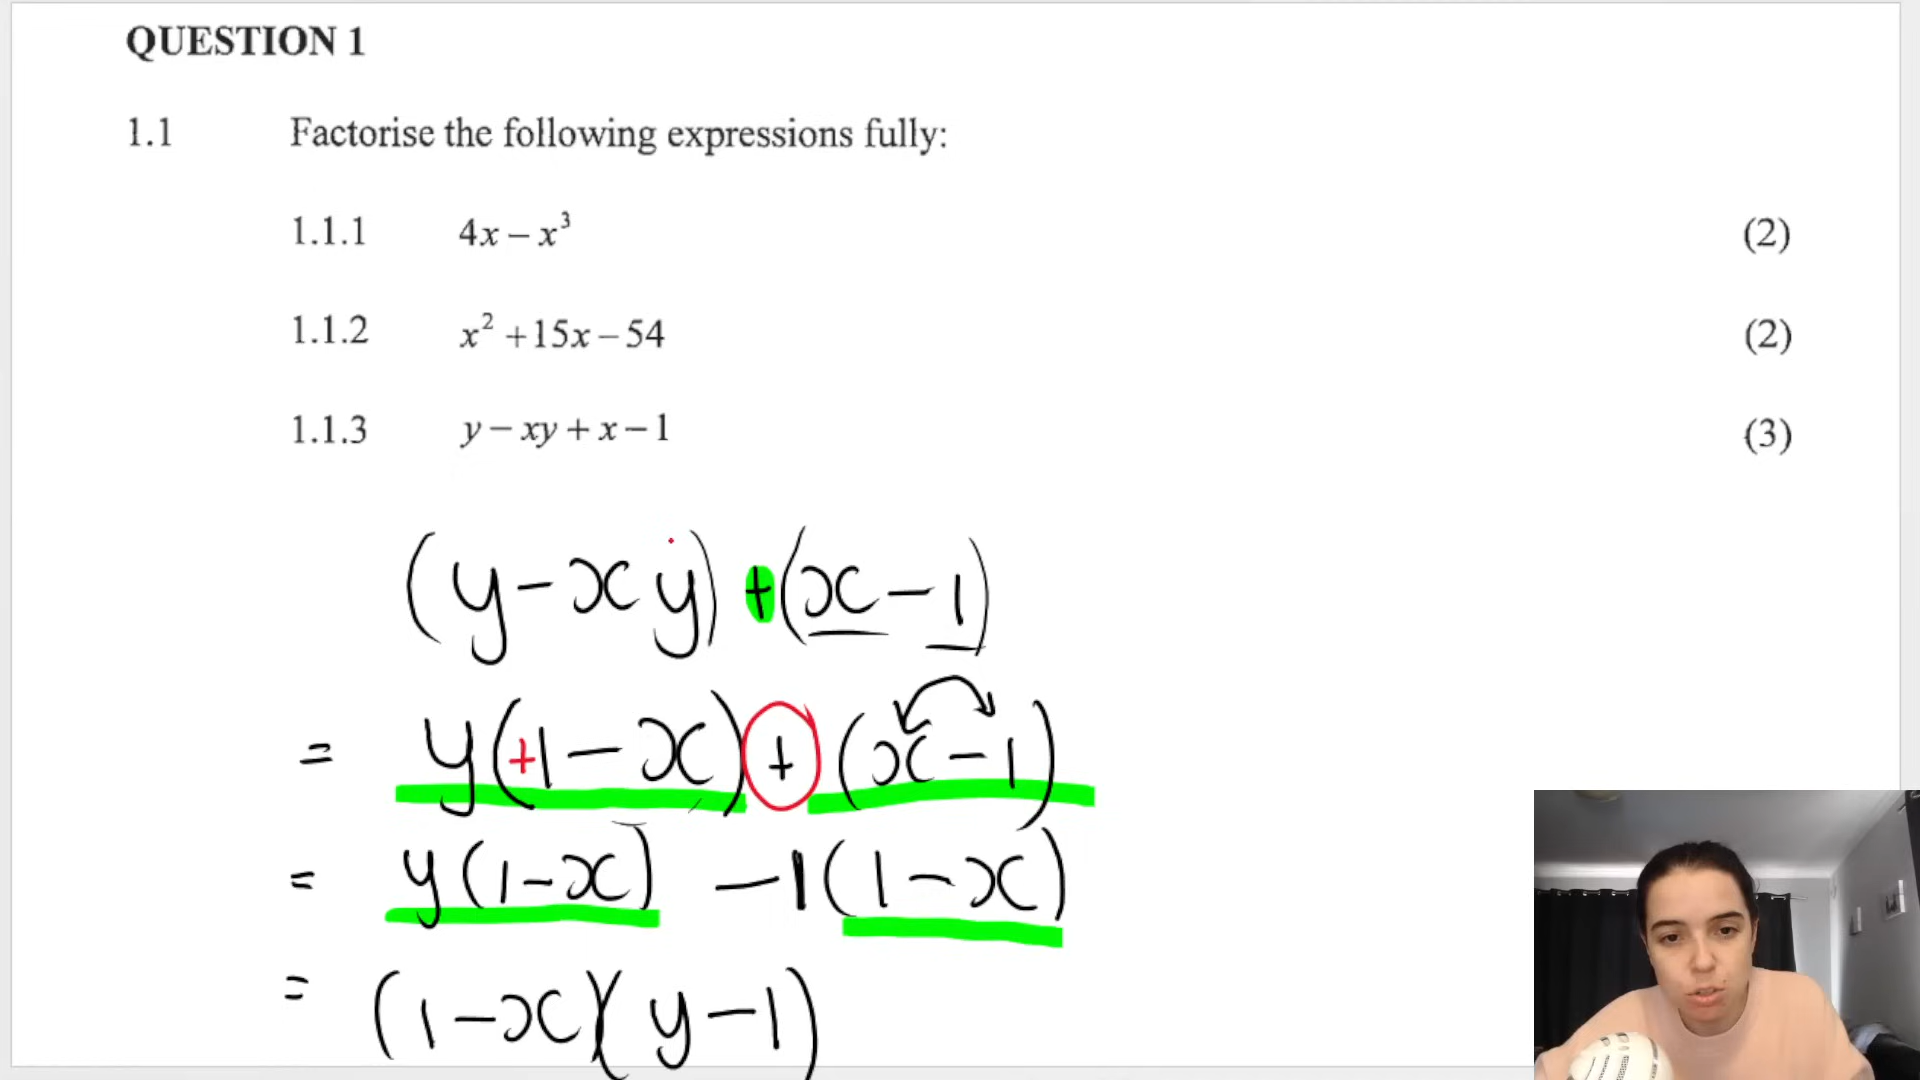 QUESTION 1
1.1 Factorise the following expressions fully:
1.1.1 4x – x³ (2)
1.1.2 x² + 15x – 54 (2)
1.1.3 y – xy + x – 1 (3)
(y – xy) + (x – 1)
= y(+1 – x) + (x – 1)
= y(1 – x) – 1(1 – x)
= (1 – x)(y – 1)